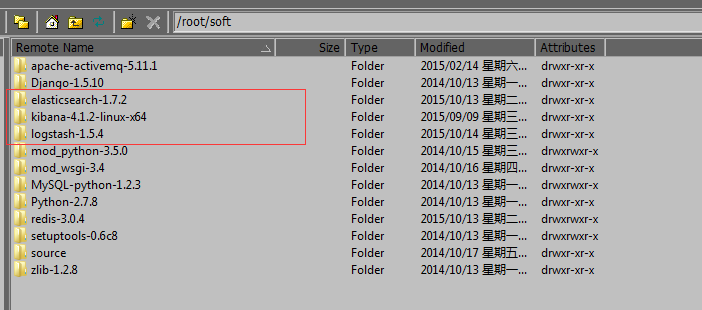 /root/soft
Remote Name Size Type Modified Attributes
apache-activemq-5.11.1 Folder 2015/02/14 星期六... drwxr-xr-x
Django-1.5.10 Folder 2014/10/13 星期一... drwxr-xr-x
elasticsearch-1.7.2 Folder 2015/10/13 星期二... drwxr-xr-x
kibana-4.1.2-linux-x64 Folder 2015/09/09 星期三... drwxr-xr-x
logstash-1.5.4 Folder 2015/10/14 星期三... drwxr-xr-x
mod_python-3.5.0 Folder 2014/10/15 星期三... drwxrwxr-x
mod_wsgi-3.4 Folder 2014/10/16 星期四... drwxr-xr-x
MySQL-python-1.2.3 Folder 2014/10/13 星期一... drwxrwxr-x
Python-2.7.8 Folder 2014/10/13 星期一... drwxrwxr-x
redis-3.0.4 Folder 2015/10/13 星期二... drwxrwxr-x
setuptools-0.6c8 Folder 2014/10/13 星期一... drwxrwxr-x
source Folder 2014/10/17 星期五... drwxr-xr-x
zlib-1.2.8 Folder 2014/10/13 星期一... drwxr-xr-x